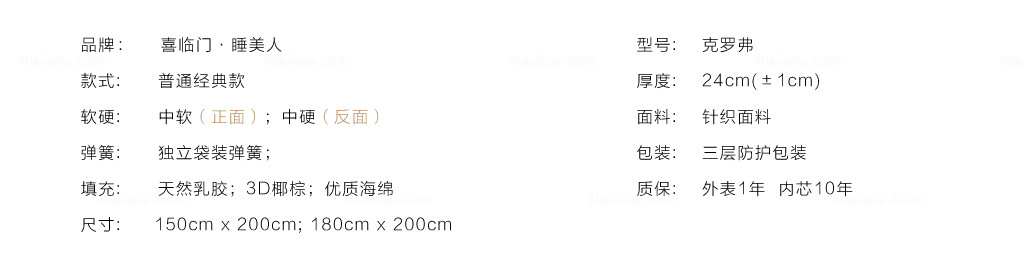 品牌： 喜临门·睡美人 型号: 克罗弗
款式: 普通经典款 厚度: 24cm(±1cm)
软硬: 中软（正面）；中硬（反面） 面料: 针织面料
弹簧: 独立袋装弹簧； 包装: 三层防护包装
填充: 天然乳胶；3D椰棕；优质海绵 质保: 外表1年 内芯10年
尺寸: 150cm x 200cm; 180cm x 200cm